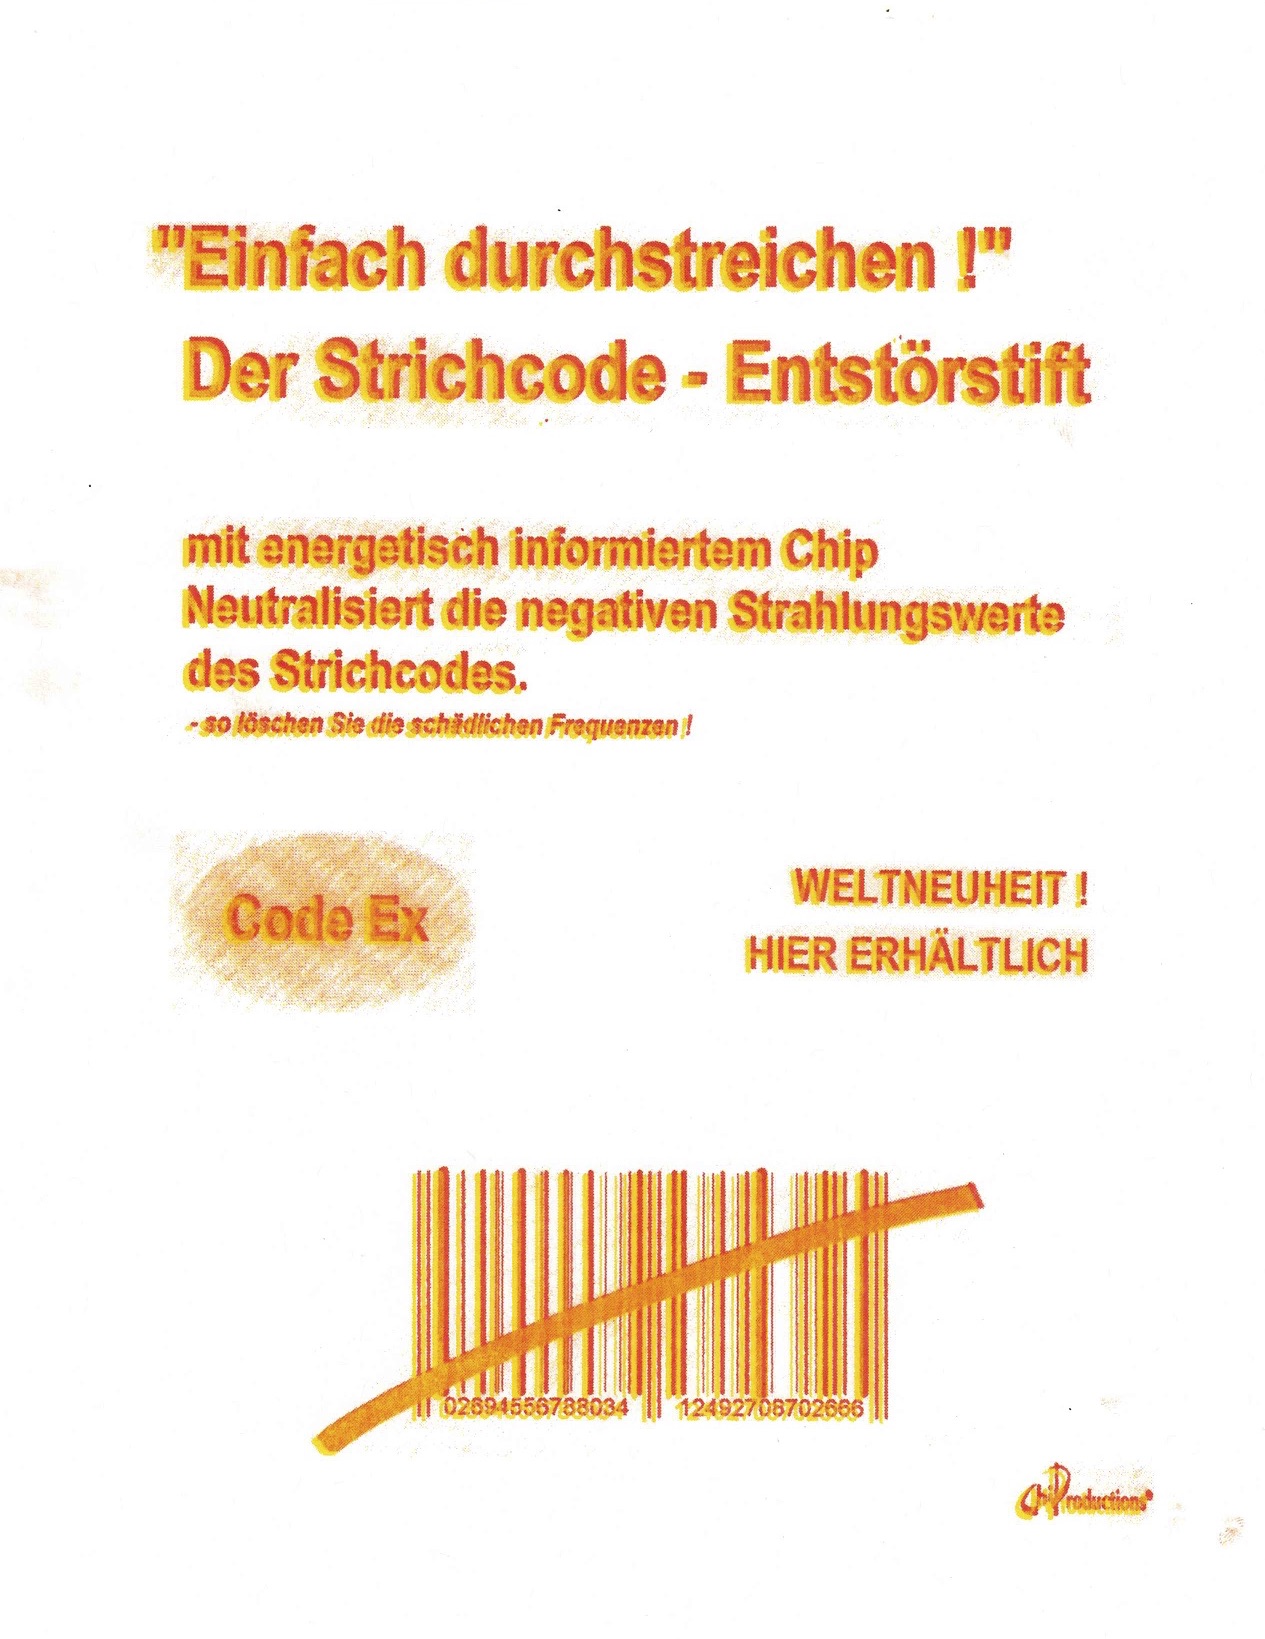 "Einfach durchstreichen !"
Der Strichcode - Entstörstift
mit energetisch informiertem Chip
Neutralisiert die negativen Strahlungswerte
des Strichcodes.
- so löschen Sie die schädlichen Frequenzen !
Code Ex
WELTNEUHEIT !
HIER ERHÄLTLICH
02694556788034 12492708702666
ChiProductions®